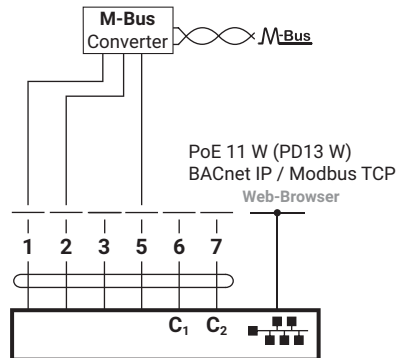 M-Bus
Converter
M-Bus
PoE 11 W (PD13 W)
BACnet IP / Modbus TCP
Web-Browser
1 2 3 5 6 7
C₁ C₂